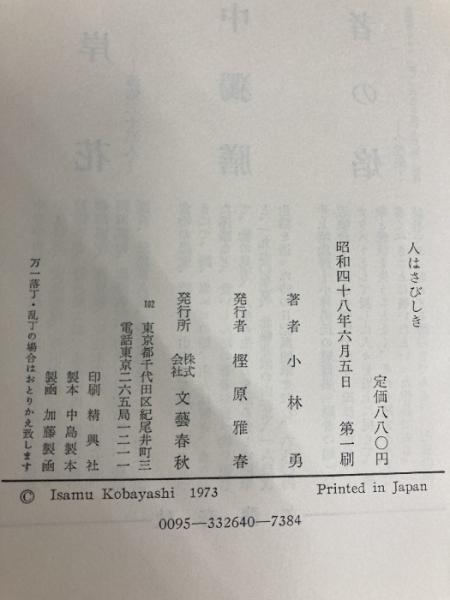 人はさびしき
定価八八〇円
昭和四十八年六月五日 第一刷
著者 小林勇
発行者 樫原雅春
発行所 株式会社 文藝春秋
102 東京都千代田区紀尾井町三
電話東京二六五局一二一一
印刷 精興社
製本 中島製本
製函 加藤製函
万一落丁・乱丁の場合はおとりかえ致します
© Isamu Kobayashi 1973 Printed in Japan
0095—332640—7384